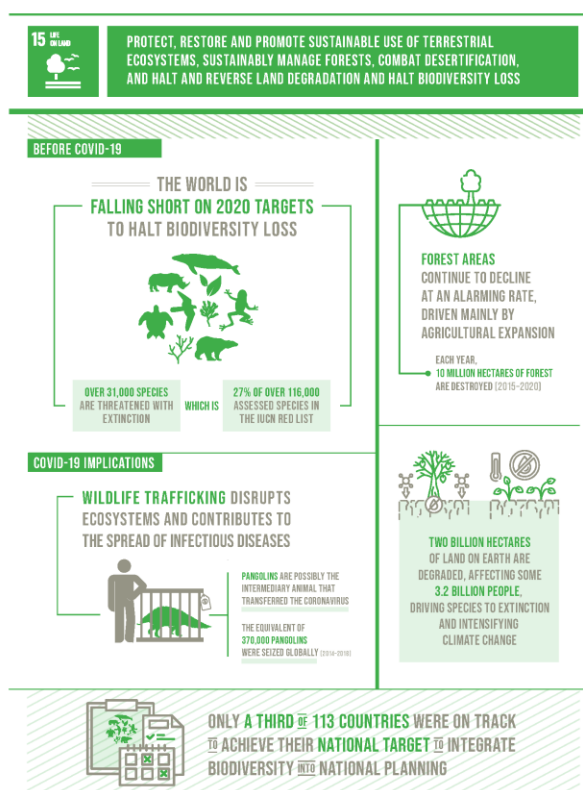 15 LIFE
ON LAND
PROTECT, RESTORE AND PROMOTE SUSTAINABLE USE OF TERRESTRIAL
ECOSYSTEMS, SUSTAINABLY MANAGE FORESTS, COMBAT DESERTIFICATION,
AND HALT AND REVERSE LAND DEGRADATION AND HALT BIODIVERSITY LOSS
BEFORE COVID-19
THE WORLD IS
FALLING SHORT ON 2020 TARGETS
TO HALT BIODIVERSITY LOSS
OVER 31,000 SPECIES
ARE THREATENED WITH
EXTINCTION
WHICH IS
27% OF OVER 116,000
ASSESSED SPECIES IN
THE IUCN RED LIST
FOREST AREAS
CONTINUE TO DECLINE
AT AN ALARMING RATE,
DRIVEN MAINLY BY
AGRICULTURAL EXPANSION
EACH YEAR,
10 MILLION HECTARES OF FOREST
ARE DESTROYED (2015-2020)
COVID-19 IMPLICATIONS
WILDLIFE TRAFFICKING DISRUPTS
ECOSYSTEMS AND CONTRIBUTES TO
THE SPREAD OF INFECTIOUS DISEASES
PANGOLINS ARE POSSIBLY THE
INTERMEDIARY ANIMAL THAT
TRANSFERRED THE CORONAVIRUS
THE EQUIVALENT OF
370,000 PANGOLINS
WERE SEIZED GLOBALLY (2014-2018)
TWO BILLION HECTARES
OF LAND ON EARTH ARE
DEGRADED, AFFECTING SOME
3.2 BILLION PEOPLE,
DRIVING SPECIES TO EXTINCTION
AND INTENSIFYING
CLIMATE CHANGE
ONLY A THIRD OF 113 COUNTRIES WERE ON TRACK
TO ACHIEVE THEIR NATIONAL TARGET TO INTEGRATE
BIODIVERSITY INTO NATIONAL PLANNING